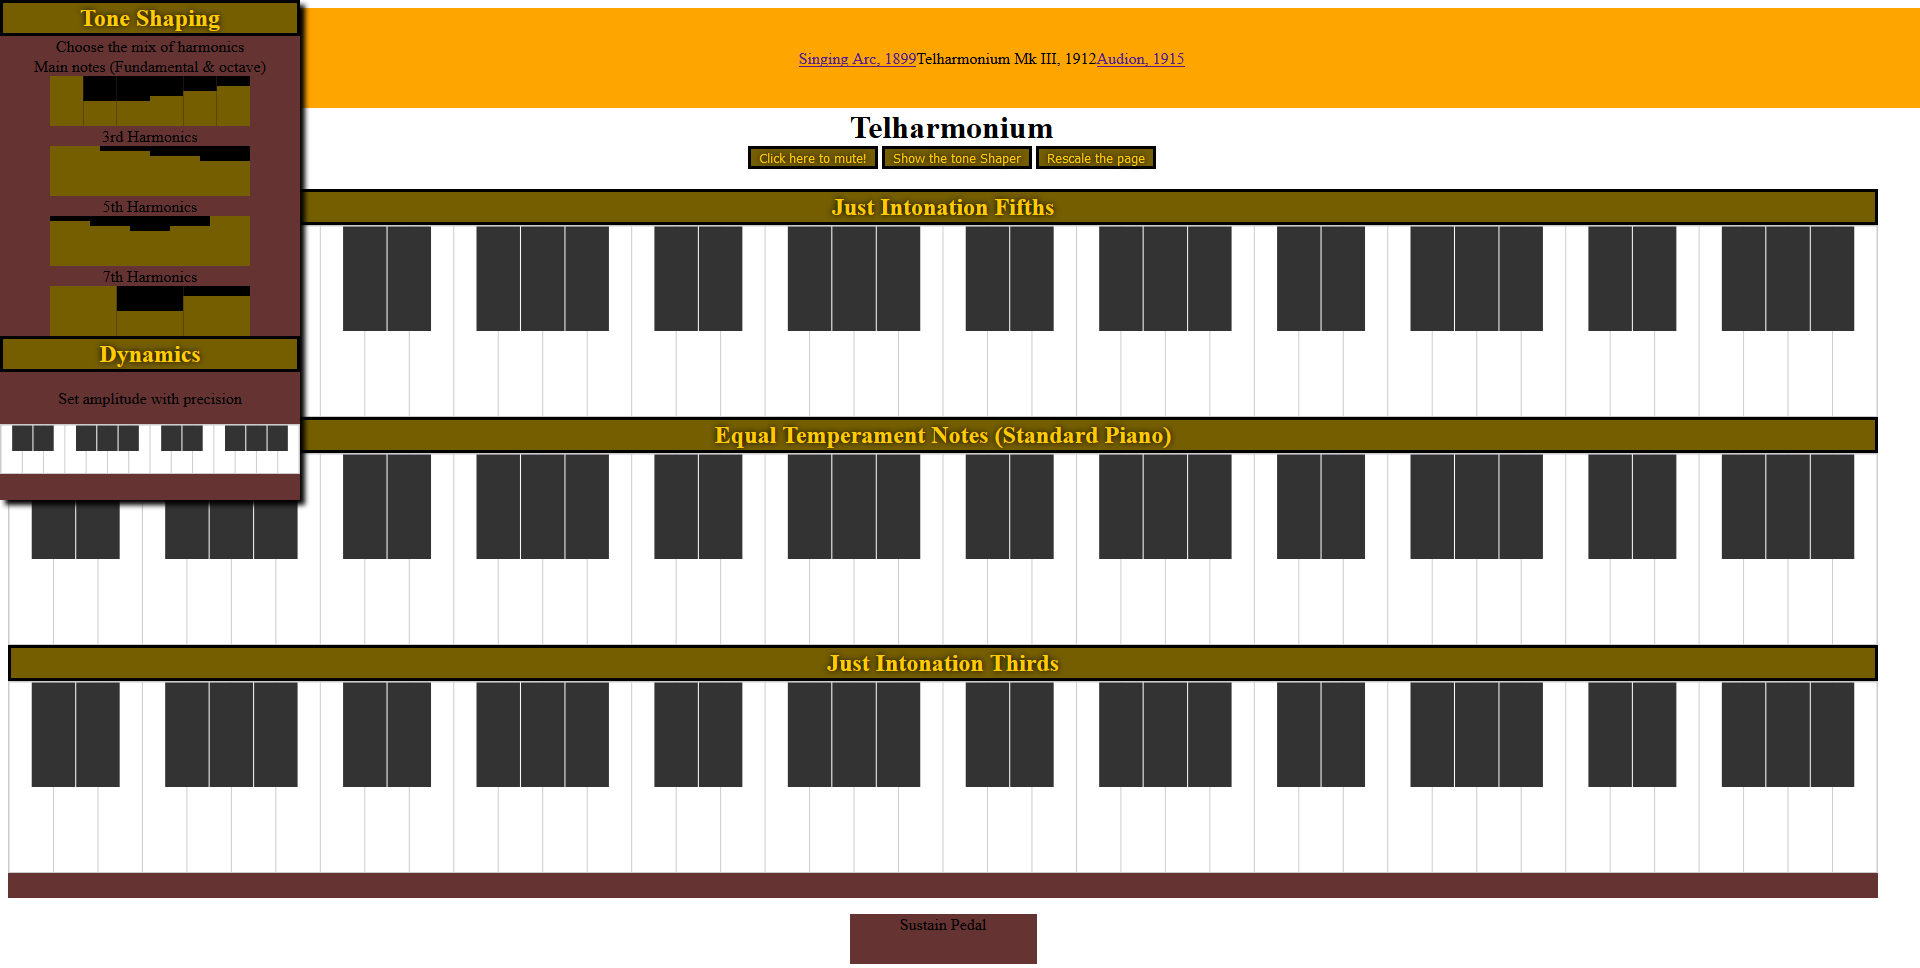 Tone Shaping
Choose the mix of harmonics
Main notes (Fundamental & octave)
3rd Harmonics
5th Harmonics
7th Harmonics
Dynamics
Set amplitude with precision
Singing Arc, 1899Telharmonium Mk III, 1912Audion, 1915
Telharmonium
Click here to mute! Show the tone Shaper Rescale the page
Just Intonation Fifths
Equal Temperament Notes (Standard Piano)
Just Intonation Thirds
Sustain Pedal